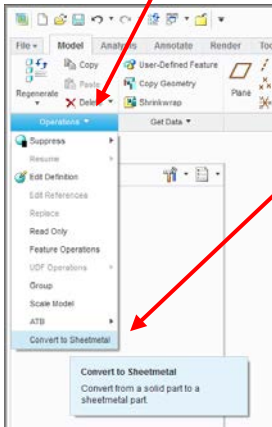 File Model Analysis Annotate Render Too
Regenerate
Copy
Paste
Delete
User-Defined Feature
Copy Geometry
Shrinkwrap
Plane
Operations
Get Data
Suppress
Resume
Edit Definition
Edit References
Replace
Read Only
Feature Operations
UDF Operations
Group
Scale Model
ATB
Convert to Sheetmetal
Convert to Sheetmetal
Convert from a solid part to a
sheetmetal part.